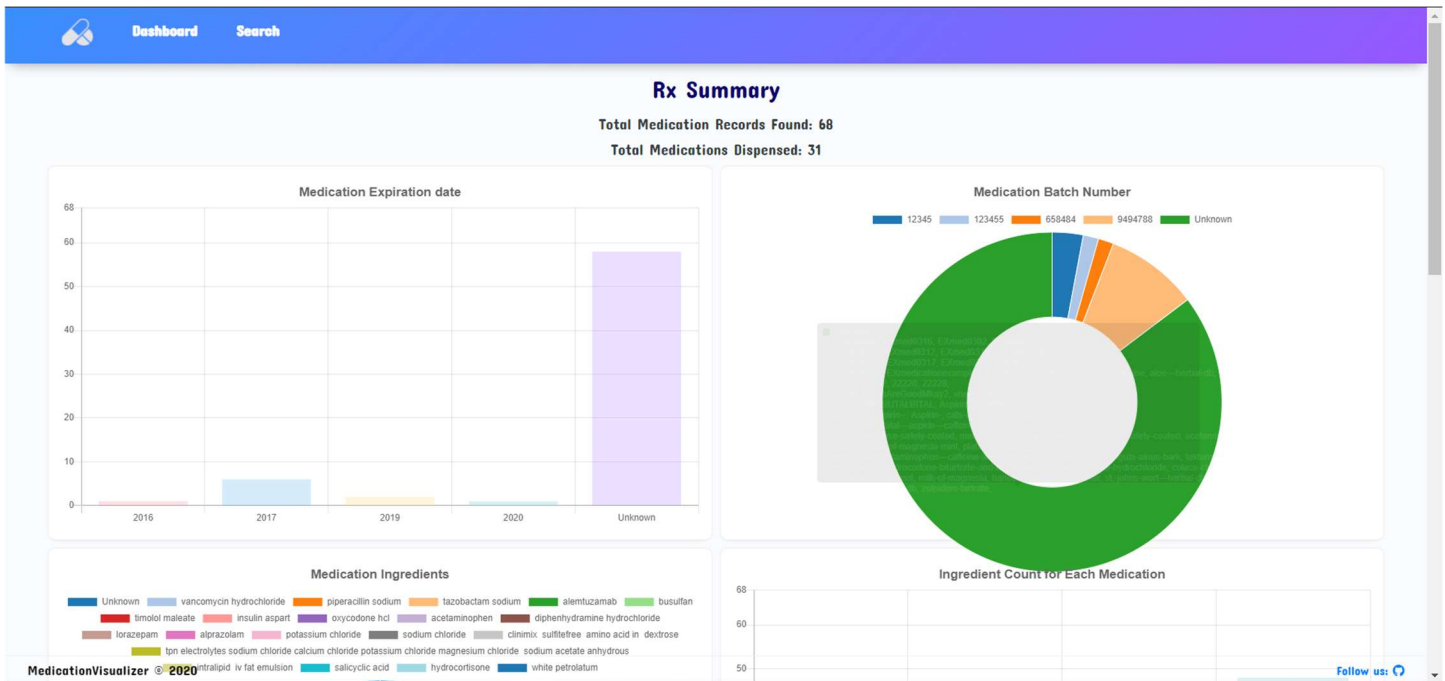 Dashboard Search
Rx Summary
Total Medication Records Found: 68
Total Medications Dispensed: 31
Medication Expiration date
68
60
50
40
30
20
10
0
2016 2017 2019 2020 Unknown
Medication Batch Number
12345 123455 658484 9494788 Unknown
Medication Ingredients
Unknown vancomycin hydrochloride piperacillin sodium tazobactam sodium alemtuzamab busulfan
timolol maleate insulin aspart oxycodone hcl acetaminophen diphenhydramine hydrochloride
lorazepam alprazolam potassium chloride sodium chloride clinimix sulfitefree amino acid in dextrose
tpn electrolytes sodium chloride calcium chloride potassium chloride magnesium chloride sodium acetate anhydrous
intralipid iv fat emulsion salicylic acid hydrocortisone white petrolatum
Ingredient Count for Each Medication
68
60
50
MedicationVisualizer © 2020
Follow us: